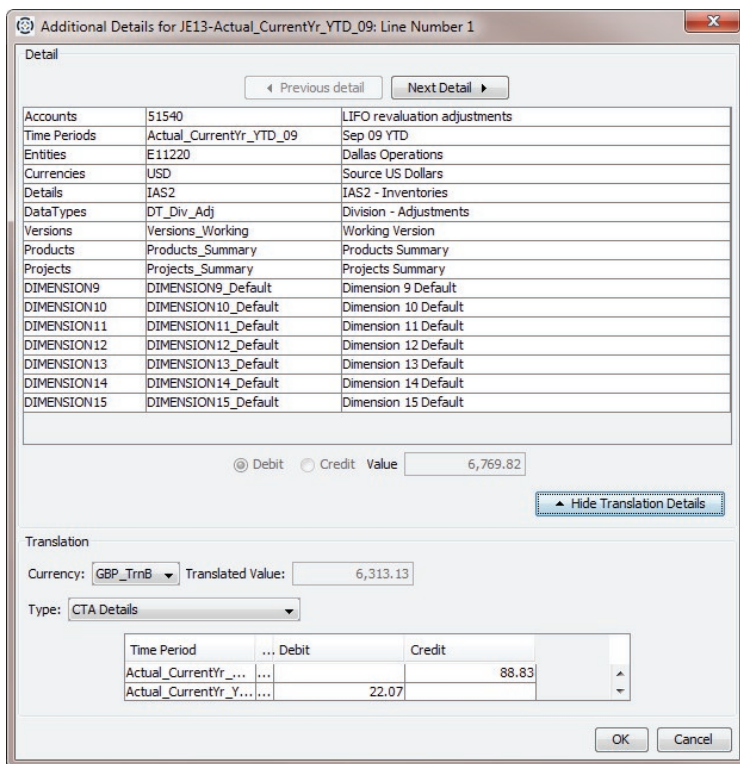 Additional Details for JE13-Actual_CurrentYr_YTD_09: Line Number 1
Detail
Previous detail Next Detail
Accounts 51540 LIFO revaluation adjustments
Time Periods Actual_CurrentYr_YTD_09 Sep 09 YTD
Entities E11220 Dallas Operations
Currencies USD Source US Dollars
Details IAS2 IAS2 - Inventories
DataTypes DT_Div_Adj Division - Adjustments
Versions Versions_Working Working Version
Products Products_Summary Products Summary
Projects Projects_Summary Projects Summary
DIMENSION9 DIMENSION9_Default Dimension 9 Default
DIMENSION10 DIMENSION10_Default Dimension 10 Default
DIMENSION11 DIMENSION11_Default Dimension 11 Default
DIMENSION12 DIMENSION12_Default Dimension 12 Default
DIMENSION13 DIMENSION13_Default Dimension 13 Default
DIMENSION14 DIMENSION14_Default Dimension 14 Default
DIMENSION15 DIMENSION15_Default Dimension 15 Default
Debit Credit Value 6,769.82
Hide Translation Details
Translation
Currency: GBP_TrnB Translated Value: 6,313.13
Type: CTA Details
Time Period ... Debit Credit
Actual_CurrentYr_... ... 88.83
Actual_CurrentYr_Y... ... 22.07
OK Cancel